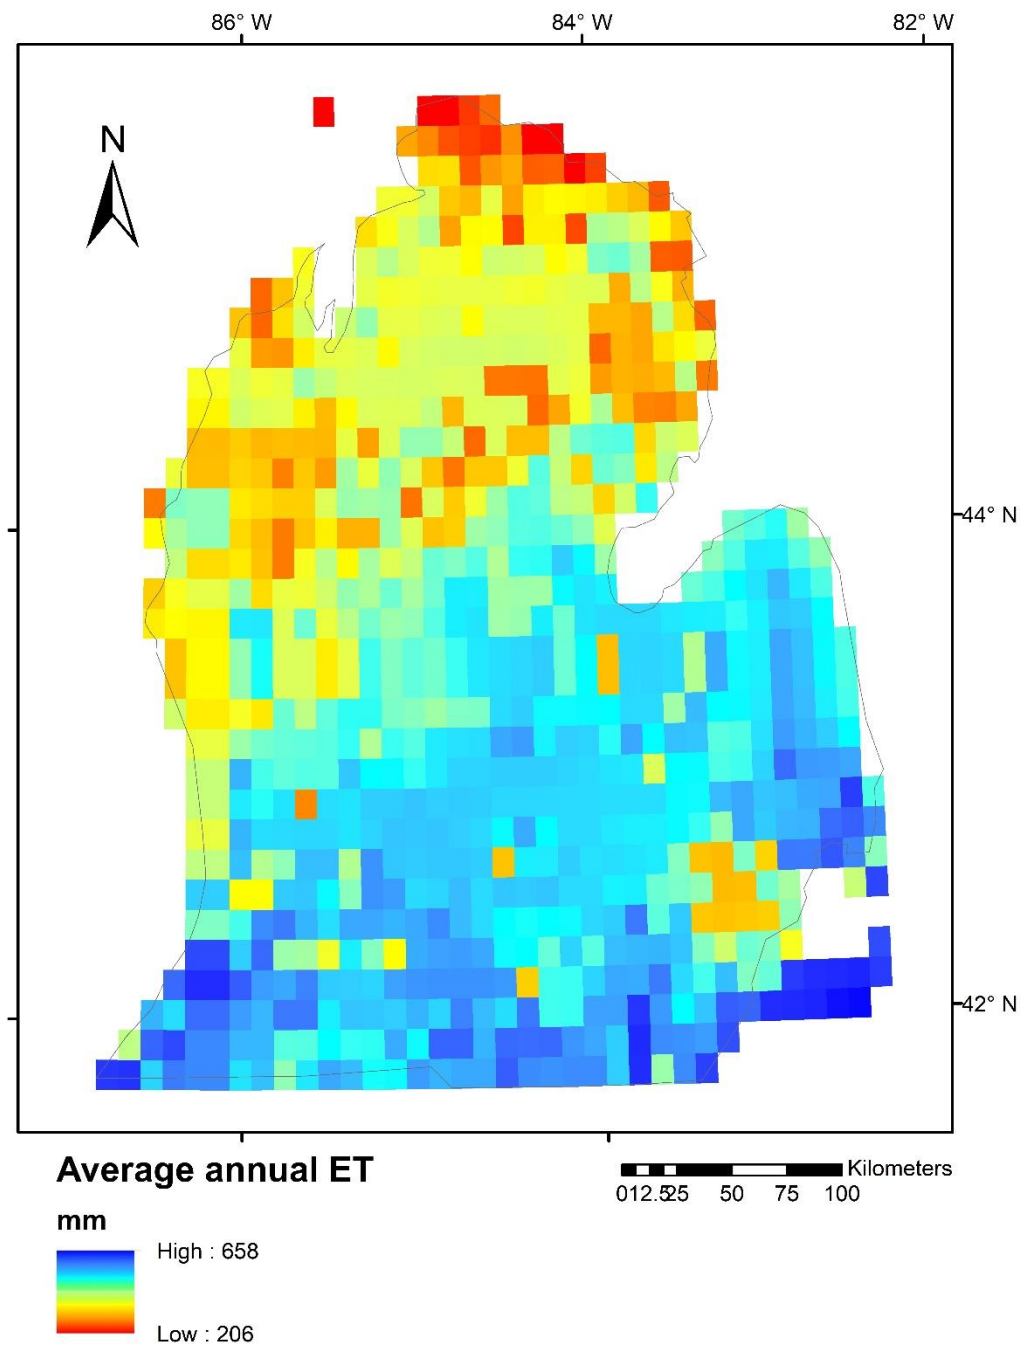 86° W 84° W 82° W
N
44° N
42° N
Average annual ET
Kilometers
012.525 50 75 100
mm
High : 658
Low : 206